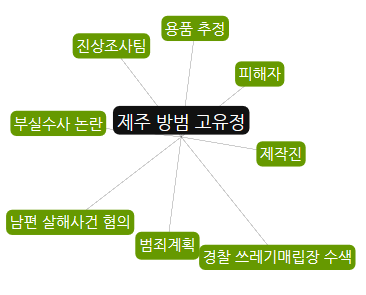 용품 추정
진상조사팀
피해자
제주 방범 고유정
부실수사 논란
제작진
남편 살해사건 혐의
범죄계획
경찰 쓰레기매립장 수색